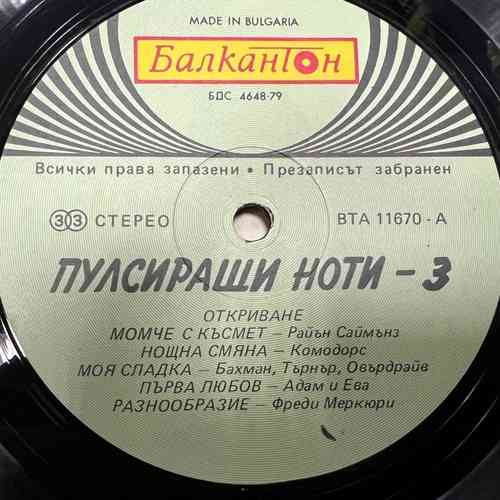 MADE IN BULGARIA
Балкантон
БДС 4648-79
Всички права запазени • Презаписът забранен
33 СТЕРЕО
ВТА 11670 - А
ПУЛСИРАЩИ НОТИ – 3
ОТКРИВАНЕ
МОМЧЕ С КЪСМЕТ – Райън Саймънз
НОЩНА СМЯНА – Комодорс
МОЯ СЛАДКА – Бахман, Търнър, Овърдрайв
ПЪРВА ЛЮБОВ – Адам и Ева
РАЗНООБРАЗИЕ – Фреди Меркюри